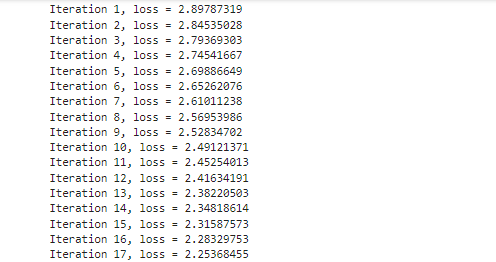 Iteration 1, loss = 2.89787319
Iteration 2, loss = 2.84535028
Iteration 3, loss = 2.79369303
Iteration 4, loss = 2.74541667
Iteration 5, loss = 2.69886649
Iteration 6, loss = 2.65262076
Iteration 7, loss = 2.61011238
Iteration 8, loss = 2.56953986
Iteration 9, loss = 2.52834702
Iteration 10, loss = 2.49121371
Iteration 11, loss = 2.45254013
Iteration 12, loss = 2.41634191
Iteration 13, loss = 2.38220503
Iteration 14, loss = 2.34818614
Iteration 15, loss = 2.31587573
Iteration 16, loss = 2.28329753
Iteration 17, loss = 2.25368455